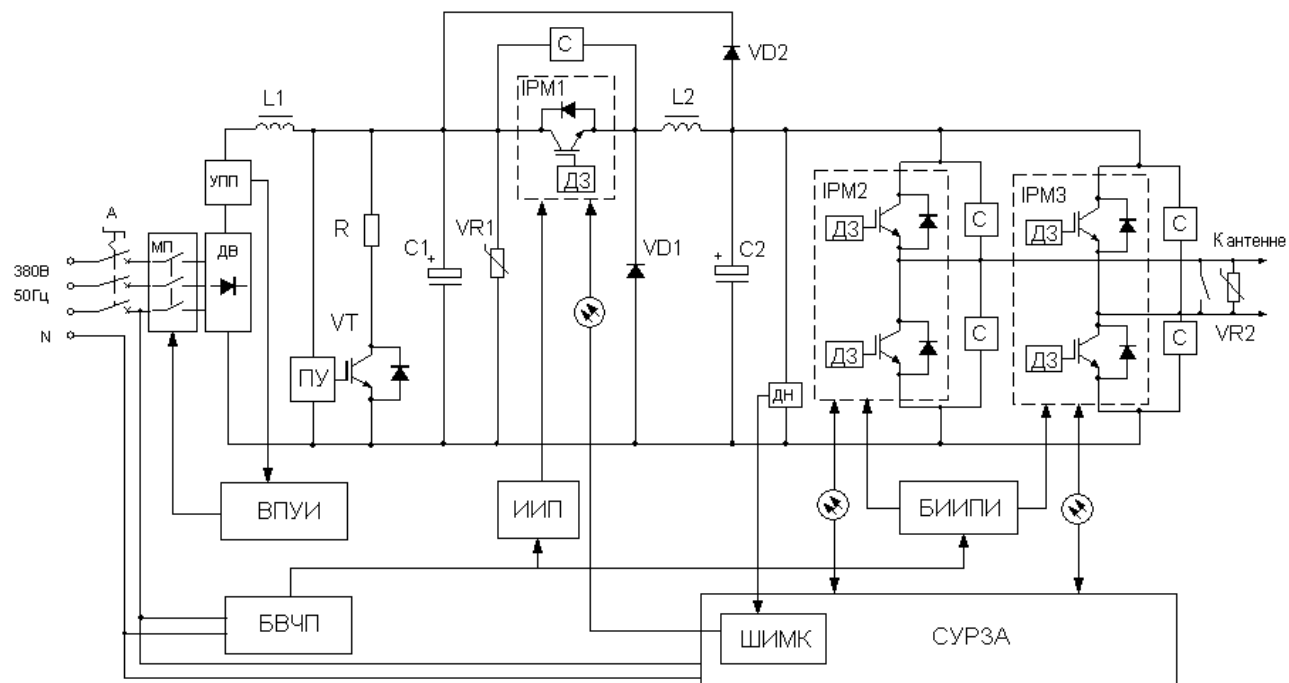 VD2
С
IPM1
L1
L2
ДЗ
УПП
IPM2
IPM3
А
МП
ДВ
R
C1
+
VR1
VD1
+
C2
ДЗ
С
ДЗ
С
К антенне
380В
50Гц
N
VT
ПУ
ДЗ
С
ДЗ
С
VR2
ДН
ВПУИ
ИИП
БИИПИ
БВЧП
ШИМК
СУРЗА